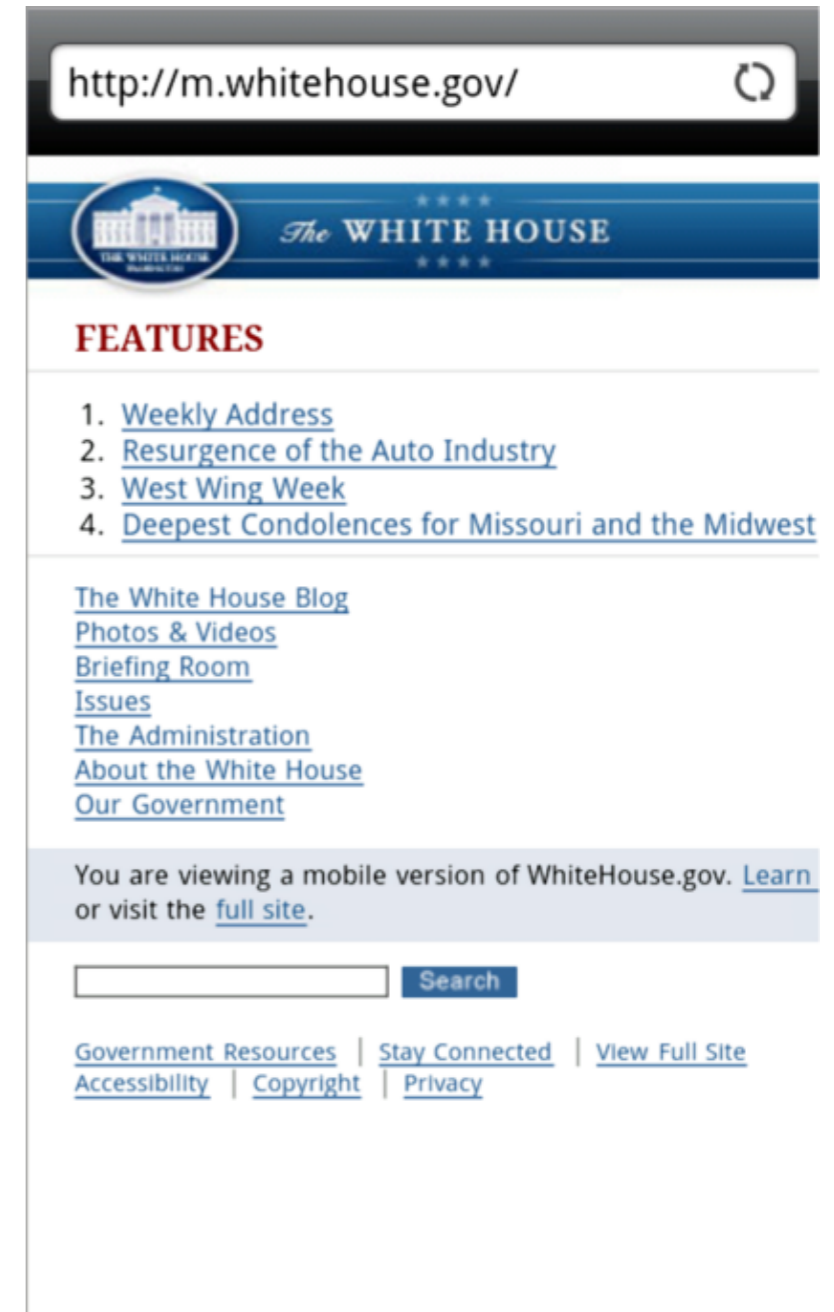 http://m.whitehouse.gov/
THE WHITE HOUSE
The WHITE HOUSE
FEATURES
1. Weekly Address
2. Resurgence of the Auto Industry
3. West Wing Week
4. Deepest Condolences for Missouri and the Midwest
The White House Blog
Photos & Videos
Briefing Room
Issues
The Administration
About the White House
Our Government
You are viewing a mobile version of WhiteHouse.gov. Learn
or visit the full site.
Search
Government Resources | Stay Connected | View Full Site
Accessibility | Copyright | Privacy